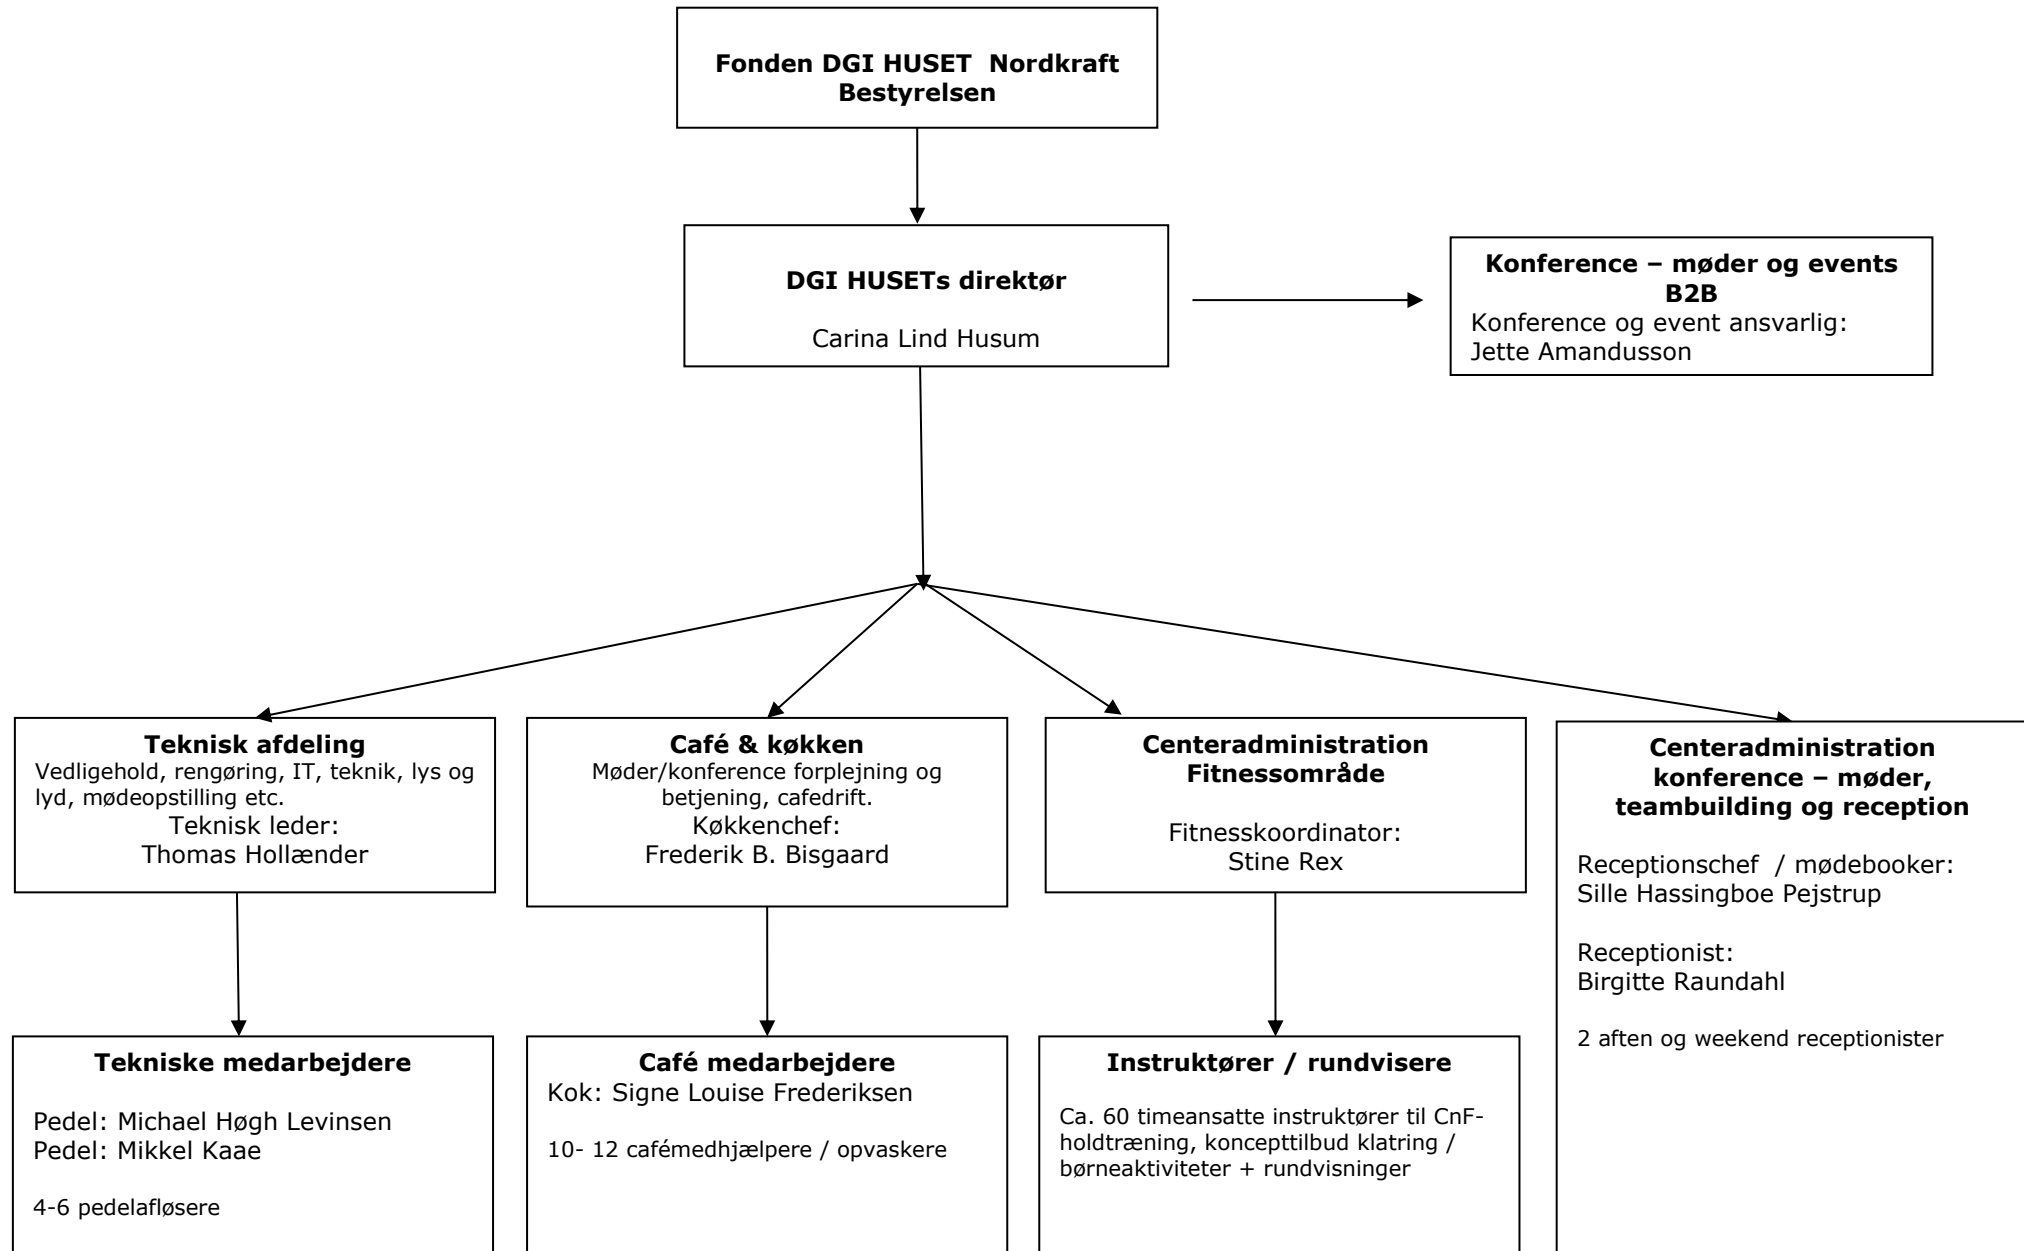 Fonden DGI HUSET  Nordkraft
Bestyrelsen
DGI HUSETs direktør
Carina Lind Husum
Konference – møder og events
B2B
Konference og event ansvarlig:
Jette Amandusson
Teknisk afdeling
Vedligehold, rengøring, IT, teknik, lys og
lyd, mødeopstilling etc.
Teknisk leder:
Thomas Hollænder
Café & køkken
Møder/konference forplejning og
betjening, cafedrift.
Køkkenchef:
Frederik B. Bisgaard
Centeradministration
Fitnessområde
Fitnesskoordinator:
Stine Rex
Centeradministration
konference – møder,
teambuilding og reception
Receptionschef  / mødebooker:
Sille Hassingboe Pejstrup
Receptionist:
Birgitte Raundahl
2 aften og weekend receptionister
Tekniske medarbejdere
Pedel: Michael Høgh Levinsen
Pedel: Mikkel Kaae
4-6 pedelafløsere
Café medarbejdere
Kok: Signe Louise Frederiksen
10- 12 cafémedhjælpere / opvaskere
Instruktører / rundvisere
Ca. 60 timeansatte instruktører til CnF-
holdtræning, koncepttilbud klatring /
børneaktiviteter + rundvisninger